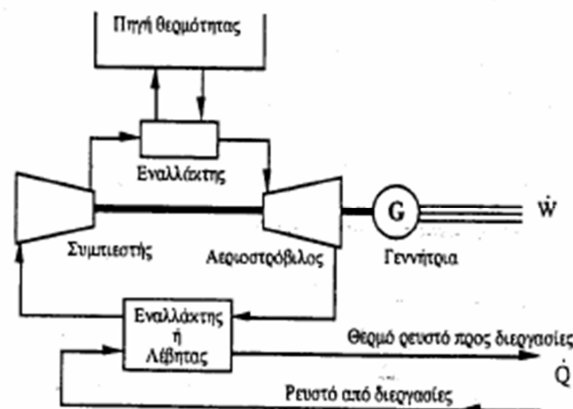 Πηγή θερμότητας
Εναλλάκτης
Συμπιεστής
Αεριοστρόβιλος
G
Γεννήτρια
Ẇ
Εναλλάκτης
ή
Λέβητας
Θερμό ρευστό προς διεργασίες
Q̇
Ρευστό από διεργασίες